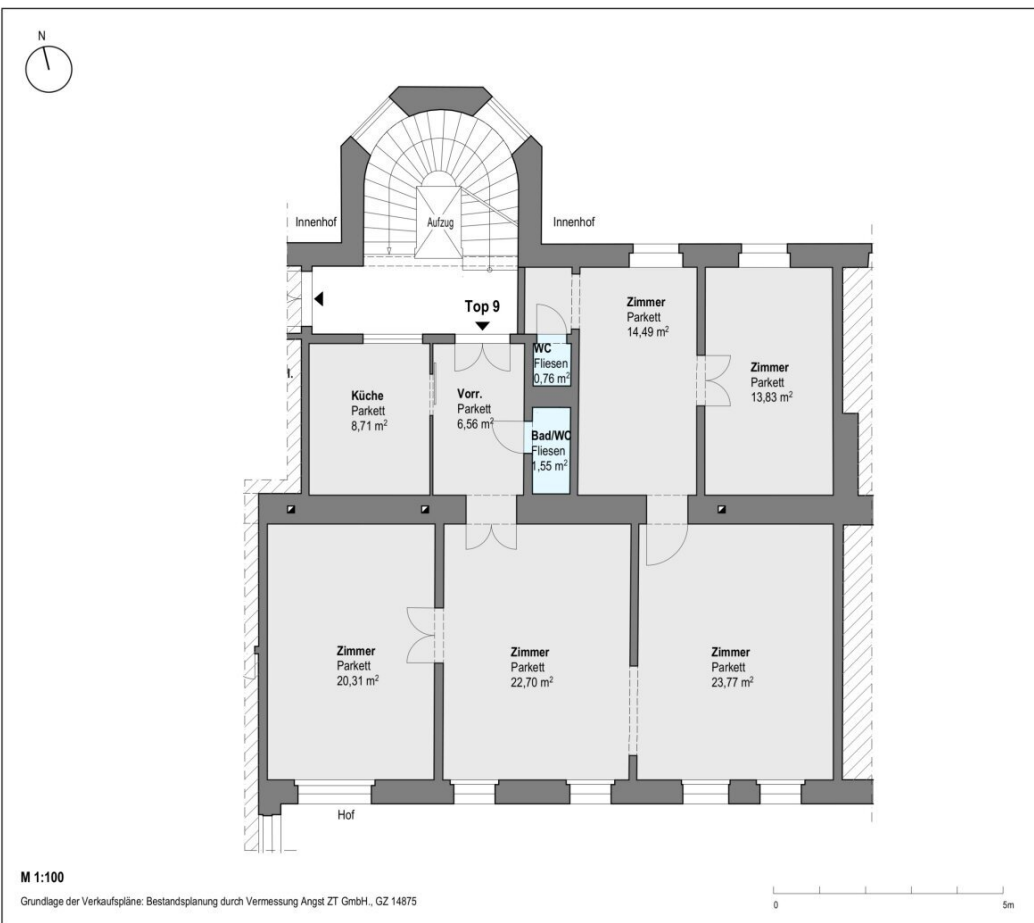 N
Innenhof
Aufzug
Innenhof
Top 9
Zimmer
Parkett
14,49 m²
WC
Fliesen
0,76 m²
Zimmer
Parkett
13,83 m²
Küche
Parkett
8,71 m²
Vorr.
Parkett
6,56 m²
Bad/WC
Fliesen
1,55 m²
Zimmer
Parkett
20,31 m²
Zimmer
Parkett
22,70 m²
Zimmer
Parkett
23,77 m²
Hof
M 1:100
Grundlage der Verkaufspläne: Bestandsplanung durch Vermessung Angst ZT GmbH., GZ 14875
0
5m